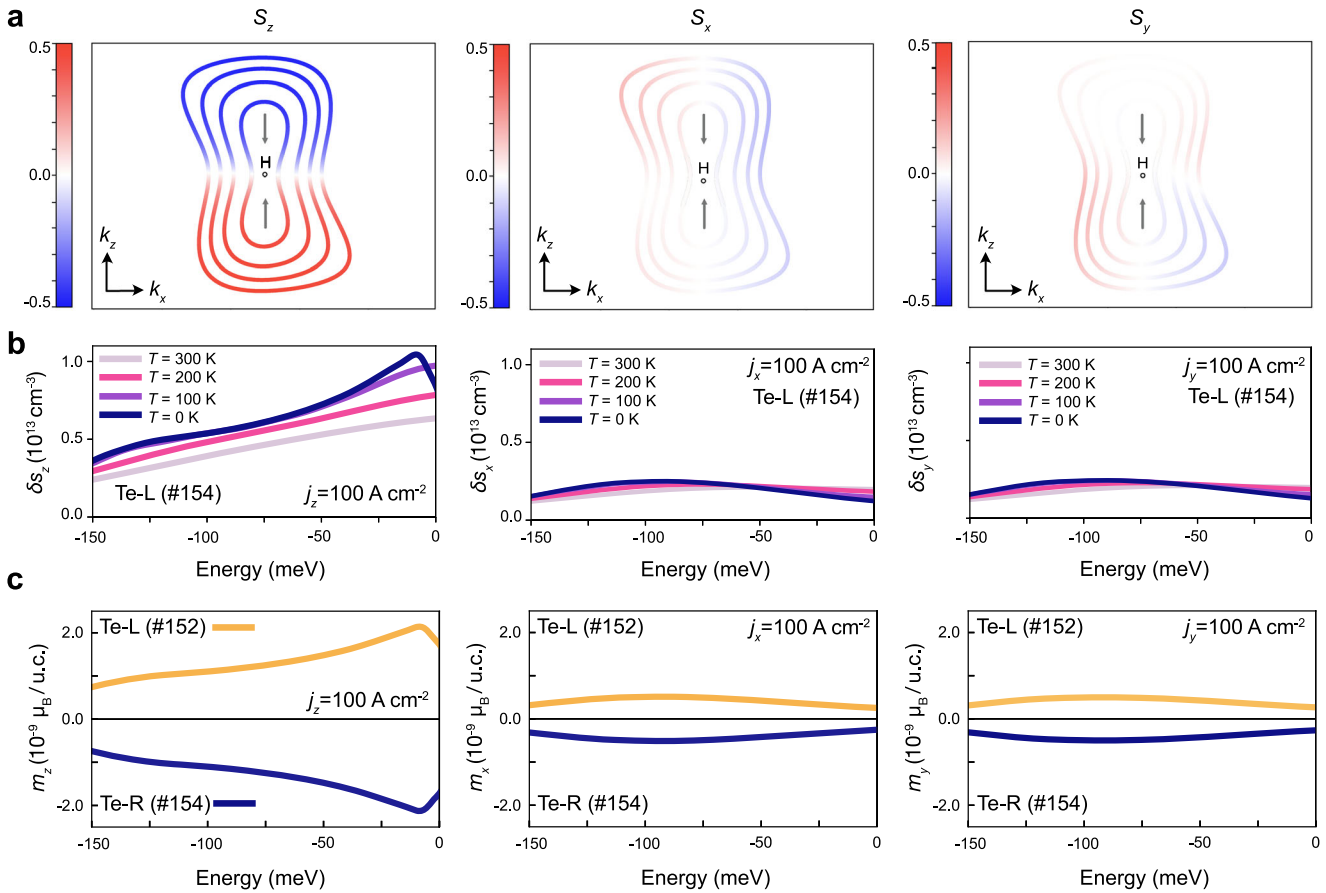 a
S_z
S_x
S_y
0.5
0.0
-0.5
H
k_z
k_x
0.5
0.0
-0.5
H
k_z
k_x
0.5
0.0
-0.5
H
k_z
k_x
b
δs_z (10^13 cm^-3)
1.0
0.5
0.0
T = 300 K
T = 200 K
T = 100 K
T = 0 K
Te-L (#154)
j_z=100 A cm^-2
-150
-100
-50
0
Energy (meV)
δs_x (10^13 cm^-3)
1.0
0.5
0.0
T = 300 K
T = 200 K
T = 100 K
T = 0 K
j_x=100 A cm^-2
Te-L (#154)
-150
-100
-50
0
Energy (meV)
δs_y (10^13 cm^-3)
T = 300 K
T = 200 K
T = 100 K
T = 0 K
j_y=100 A cm^-2
Te-L (#154)
-150
-100
-50
0
Energy (meV)
c
m_z (10^-9 μ_B / u.c.)
2.0
0.0
-2.0
Te-L (#152)
j_z=100 A cm^-2
Te-R (#154)
-150
-100
-50
0
Energy (meV)
m_x (10^-9 μ_B / u.c.)
2.0
0.0
-2.0
Te-L (#152)
j_x=100 A cm^-2
Te-R (#154)
-150
-100
-50
0
Energy (meV)
m_y (10^-9 μ_B / u.c.)
2.0
0.0
-2.0
Te-L (#152)
j_y=100 A cm^-2
Te-R (#154)
-150
-100
-50
0
Energy (meV)